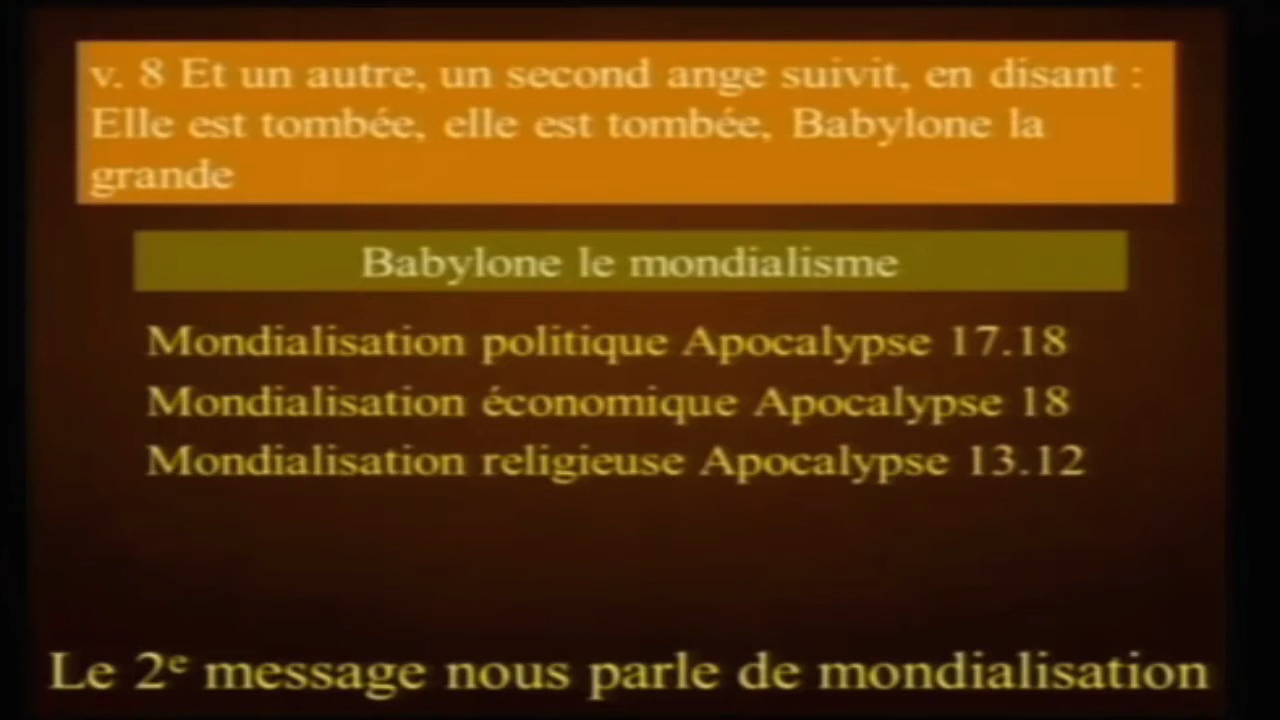 v. 8 Et un autre, un second ange suivit, en disant :
Elle est tombée, elle est tombée, Babylone la
grande
Babylone le mondialisme
Mondialisation politique Apocalypse 17.18
Mondialisation économique Apocalypse 18
Mondialisation religieuse Apocalypse 13.12
Le 2e message nous parle de mondialisation